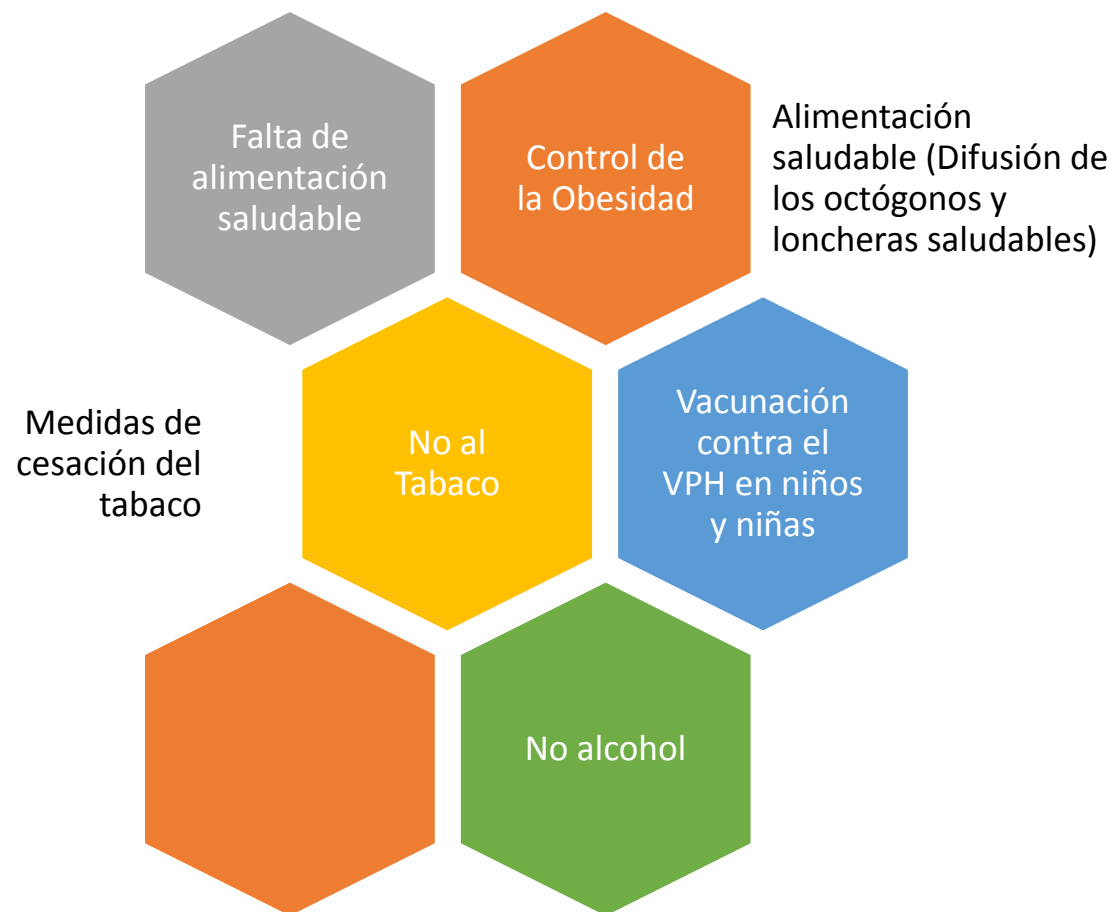 Falta de
alimentación
saludable
Control de
la Obesidad
Alimentación
saludable (Difusión de
los octógonos y
loncheras saludables)
Medidas de
cesación del
tabaco
No al
Tabaco
Vacunación
contra el
VPH en niños
y niñas
No alcohol